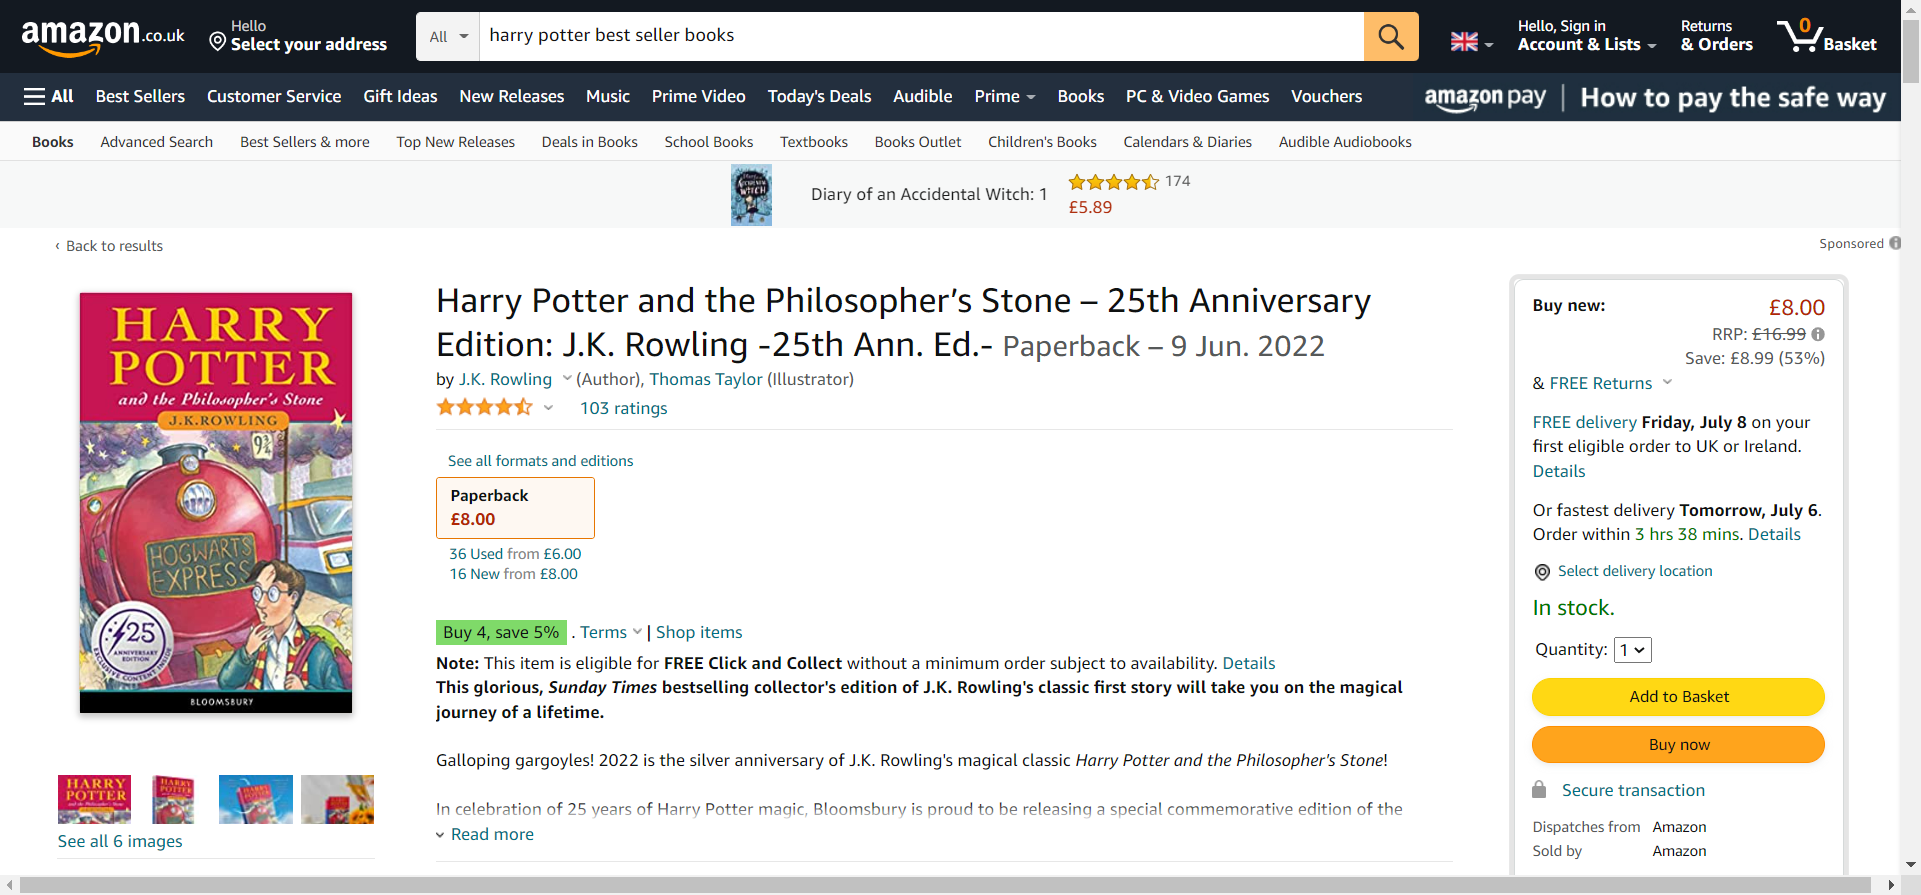 amazon.co.uk
Hello
Select your address
All
harry potter best seller books
Hello, Sign in
Account & Lists
Returns
& Orders
0
Basket
All
Best Sellers
Customer Service
Gift Ideas
New Releases
Music
Prime Video
Today's Deals
Audible
Prime
Books
PC & Video Games
Vouchers
amazon pay | How to pay the safe way
Books
Advanced Search
Best Sellers & more
Top New Releases
Deals in Books
School Books
Textbooks
Books Outlet
Children's Books
Calendars & Diaries
Audible Audiobooks
Diary of an Accidental Witch: 1
174
£5.89
‹ Back to results
Sponsored
HARRY
POTTER
and the Philosopher's Stone
J.K.ROWLING
9¾
HOGWARTS
EXPRESS
25
ANNIVERSARY
EDITION
EXCLUSIVE CONTENT INSIDE
BLOOMSBURY
HARRY
POTTER
See all 6 images
Harry Potter and the Philosopher’s Stone – 25th Anniversary
Edition: J.K. Rowling -25th Ann. Ed.- Paperback – 9 Jun. 2022
by J.K. Rowling (Author), Thomas Taylor (Illustrator)
103 ratings
See all formats and editions
Paperback
£8.00
36 Used from £6.00
16 New from £8.00
Buy 4, save 5% . Terms | Shop items
Note: This item is eligible for FREE Click and Collect without a minimum order subject to availability. Details
This glorious, Sunday Times bestselling collector's edition of J.K. Rowling's classic first story will take you on the magical
journey of a lifetime.
Galloping gargoyles! 2022 is the silver anniversary of J.K. Rowling's magical classic Harry Potter and the Philosopher's Stone!
In celebration of 25 years of Harry Potter magic, Bloomsbury is proud to be releasing a special commemorative edition of the
Read more
Buy new:
£8.00
RRP: £16.99
Save: £8.99 (53%)
& FREE Returns
FREE delivery Friday, July 8 on your
first eligible order to UK or Ireland.
Details
Or fastest delivery Tomorrow, July 6.
Order within 3 hrs 38 mins. Details
Select delivery location
In stock.
Quantity: 1
Add to Basket
Buy now
Secure transaction
Dispatches from Amazon
Sold by Amazon